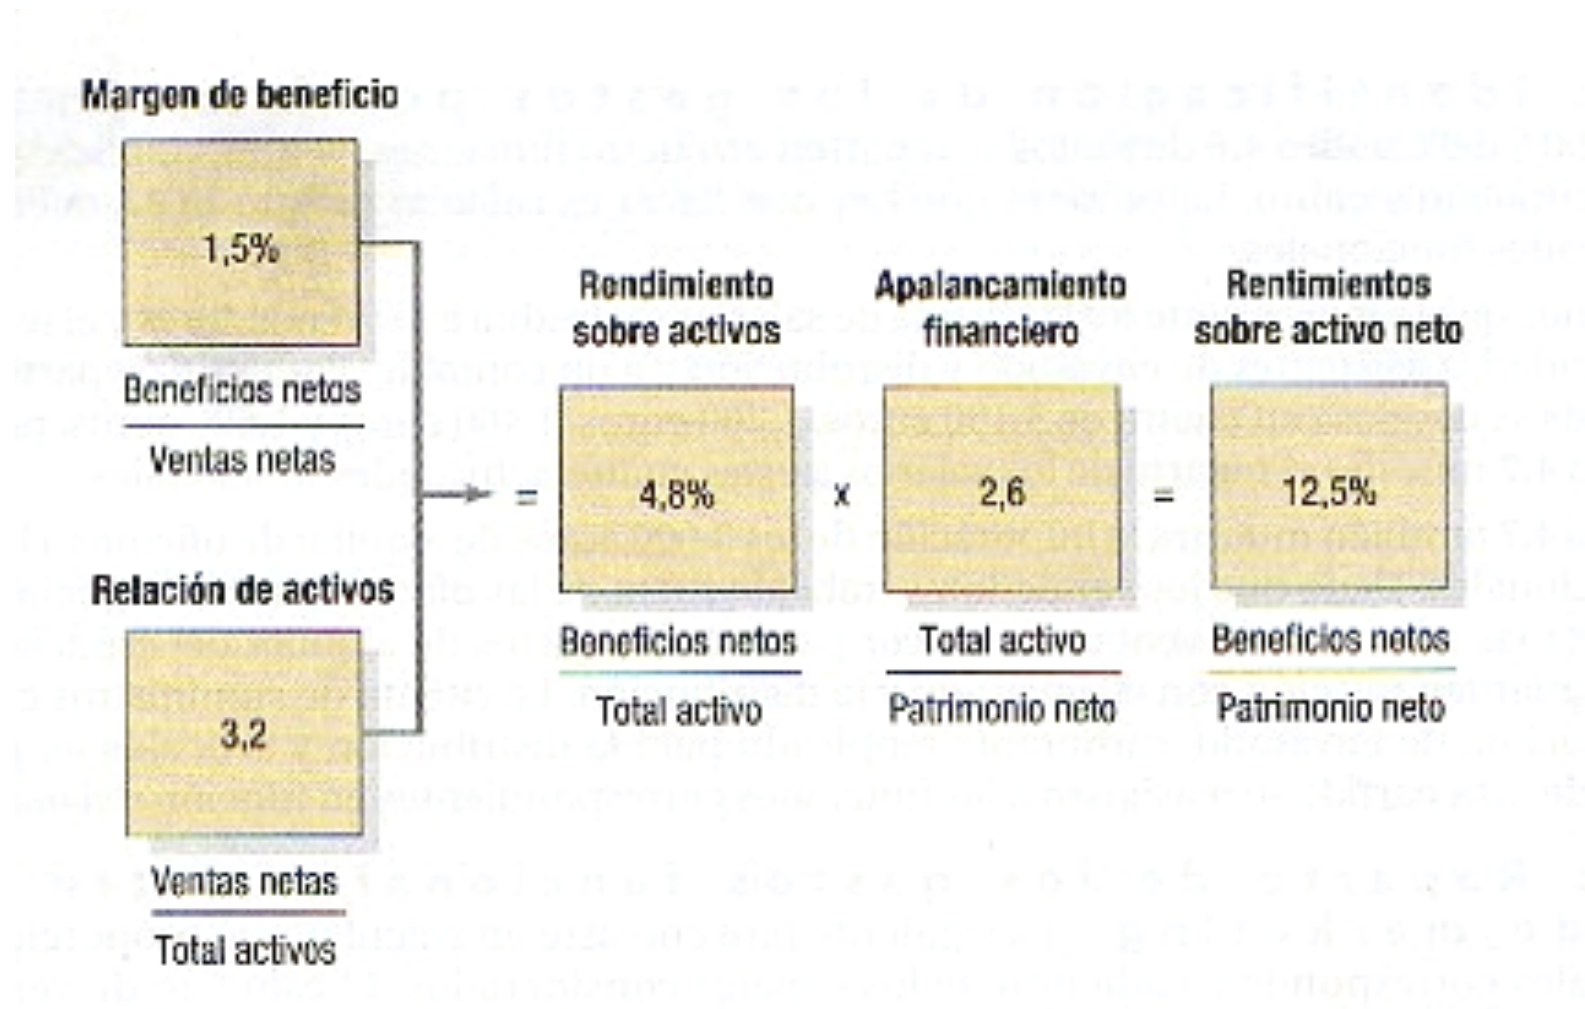 Margen de beneficio
1,5%
Beneficios netos
Ventas netas
Relación de activos
3,2
Ventas netas
Total activos
=
Rendimiento
sobre activos
4,8%
Beneficios netos
Total activo
x
Apalancamiento
financiero
2,6
Total activo
Patrimonio neto
=
Rentimientos
sobre activo neto
12,5%
Beneficios netos
Patrimonio neto